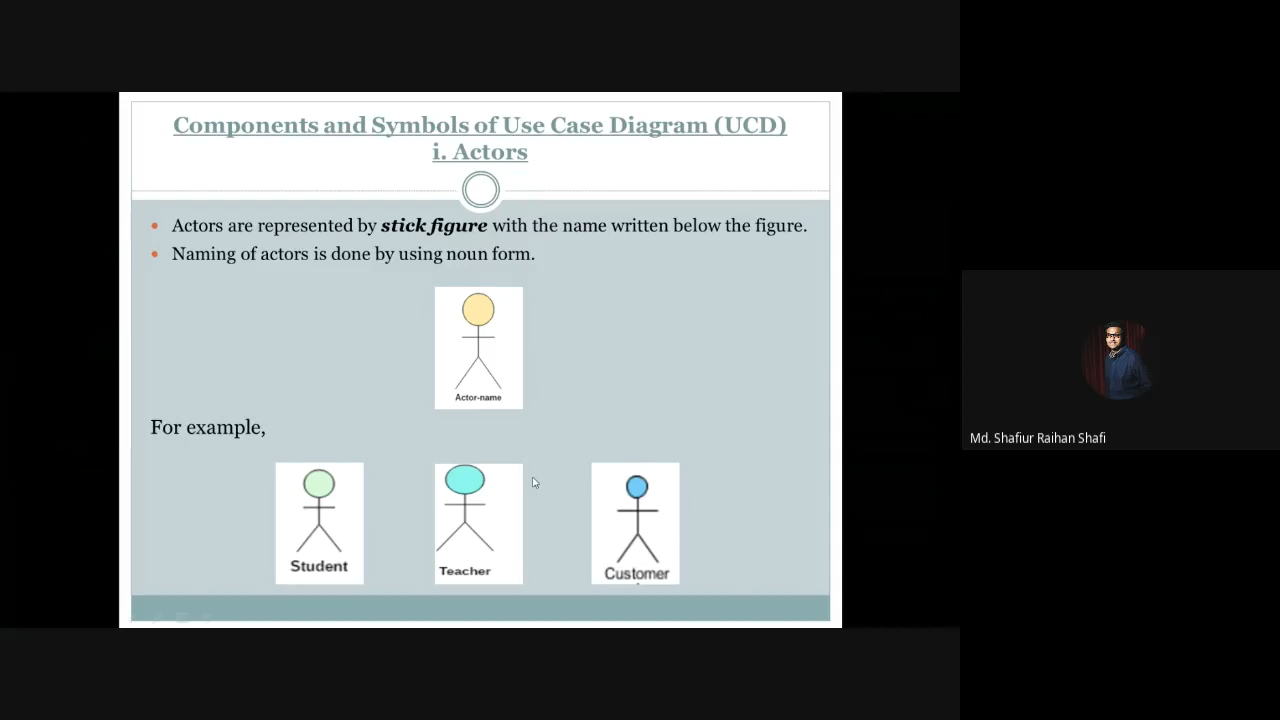 Components and Symbols of Use Case Diagram (UCD)
i. Actors
Actors are represented by stick figure with the name written below the figure.
Naming of actors is done by using noun form.
Actor-name
For example,
Student
Teacher
Customer
Md. Shafiur Raihan Shafi